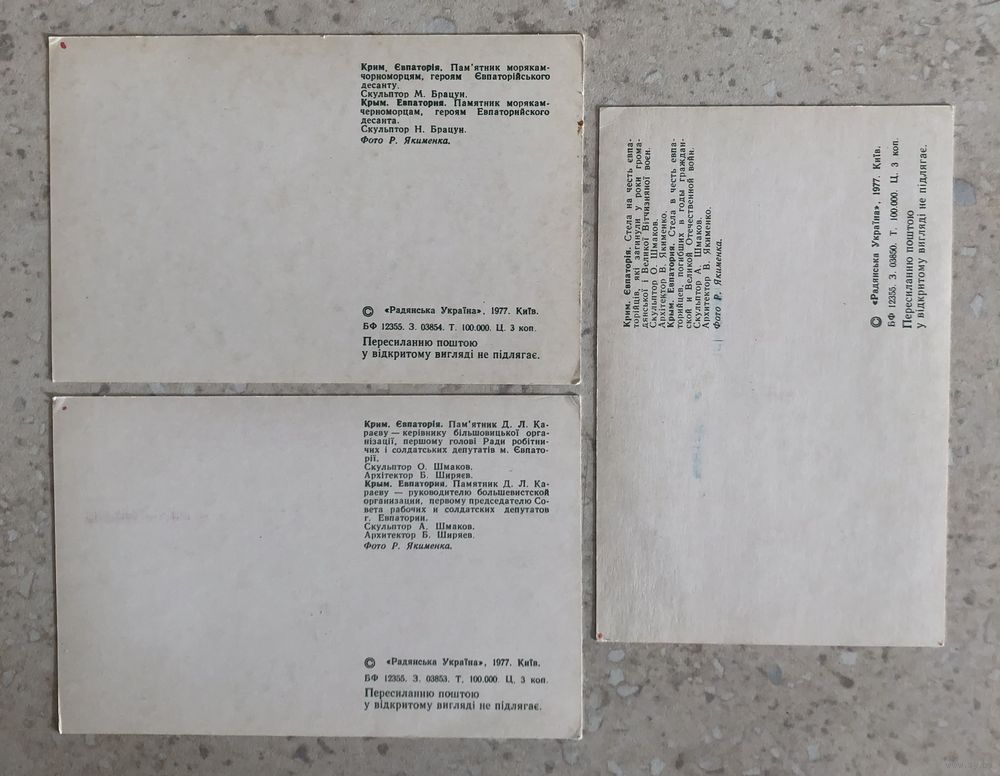 Крим. Євпаторія. Пам'ятник морякам-
чорноморцям, героям Євпаторійського
десанту.
Скульптор М. Брацун.
Крым. Евпатория. Памятник морякам-
черноморцам, героям Евпаторийского
десанта.
Скульптор Н. Брацун.
Фото Р. Якименка.
© «Радянська Україна», 1977. Київ.
БФ 12355. З. 03854. Т. 100.000. Ц. 3 коп.
Пересиланню поштою
у відкритому вигляді не підлягає.
Крим. Євпаторія. Пам'ятник Д. Л. Ка-
раєву — керівнику більшовицької орга-
нізації, першому голові Ради робітни-
чих і солдатських депутатів м. Євпато-
рії.
Скульптор О. Шмаков.
Архітектор Б. Ширяєв.
Крым. Евпатория. Памятник Д. Л. Ка-
раеву — руководителю большевистской
организации, первому председателю Со-
вета рабочих и солдатских депутатов
г. Евпатории.
Скульптор А. Шмаков.
Архитектор Б. Ширяев.
Фото Р. Якименка.
© «Радянська Україна», 1977. Київ.
БФ 12355. З. 03853. Т. 100.000. Ц. 3 коп.
Пересиланню поштою
у відкритому вигляді не підлягає.
Крим. Євпаторія. Стела на честь євпа-
торійців, які загинули у роки грома-
дянської і Великої Вітчизняної воєн.
Скульптор О. Шмаков.
Архітектор В. Якименко.
Крым. Евпатория. Стела в честь евпа-
торийцев, погибших в годы граждан-
ской и Великой Отечественной войн.
Скульптор А. Шмаков.
Архитектор В. Якименко.
Фото Р. Якименка.
© «Радянська Україна», 1977. Київ.
БФ 12355. З. 03850. Т. 100.000. Ц. 3 коп.
Пересиланню поштою
у відкритому вигляді не підлягає.